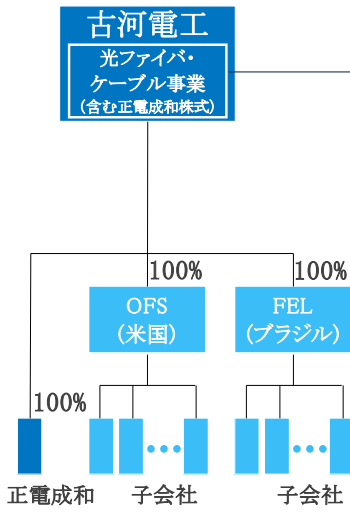 古河電工
光ファイバ・
ケーブル事業
(含む正電成和株式)
100%
100%
OFS
(米国)
FEL
(ブラジル)
100%
正電成和
子会社
子会社